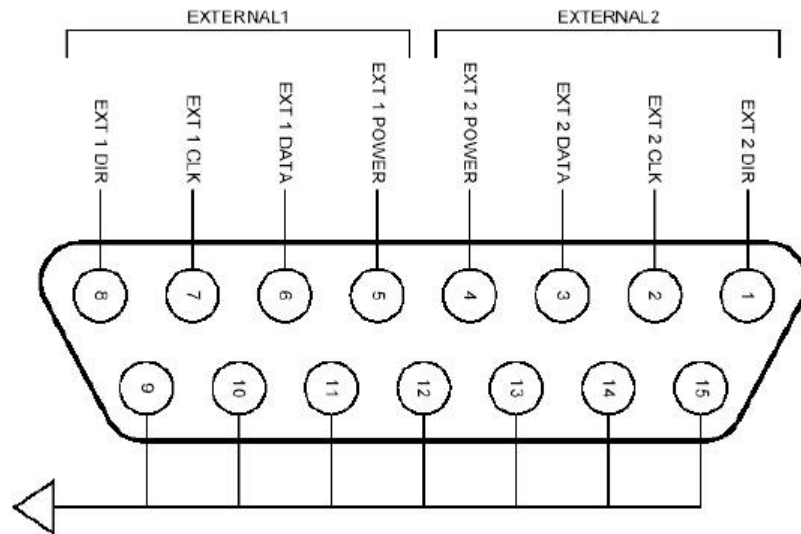 EXTERNAL1
EXTERNAL2
EXT 1 DIR
EXT 1 CLK
EXT 1 DATA
EXT 1 POWER
EXT 2 POWER
EXT 2 DATA
EXT 2 CLK
EXT 2 DIR
8
7
6
5
4
3
2
1
9
10
11
12
13
14
15